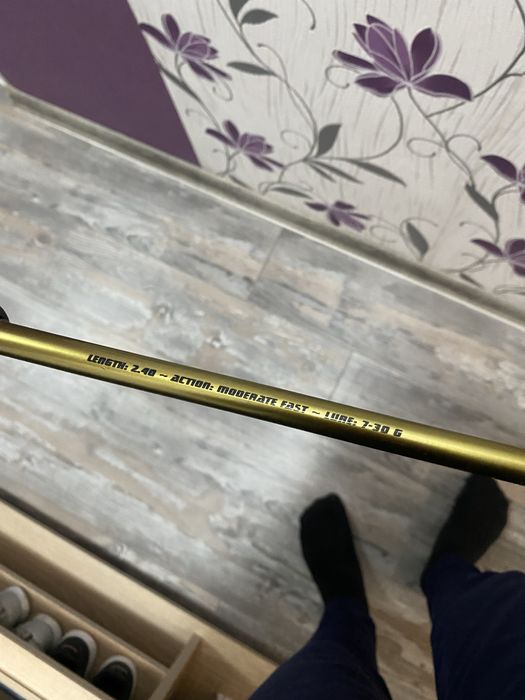 LENGTH: 2.40 ~ ACTION: MODERATE FAST ~ LURE: 7-30 G